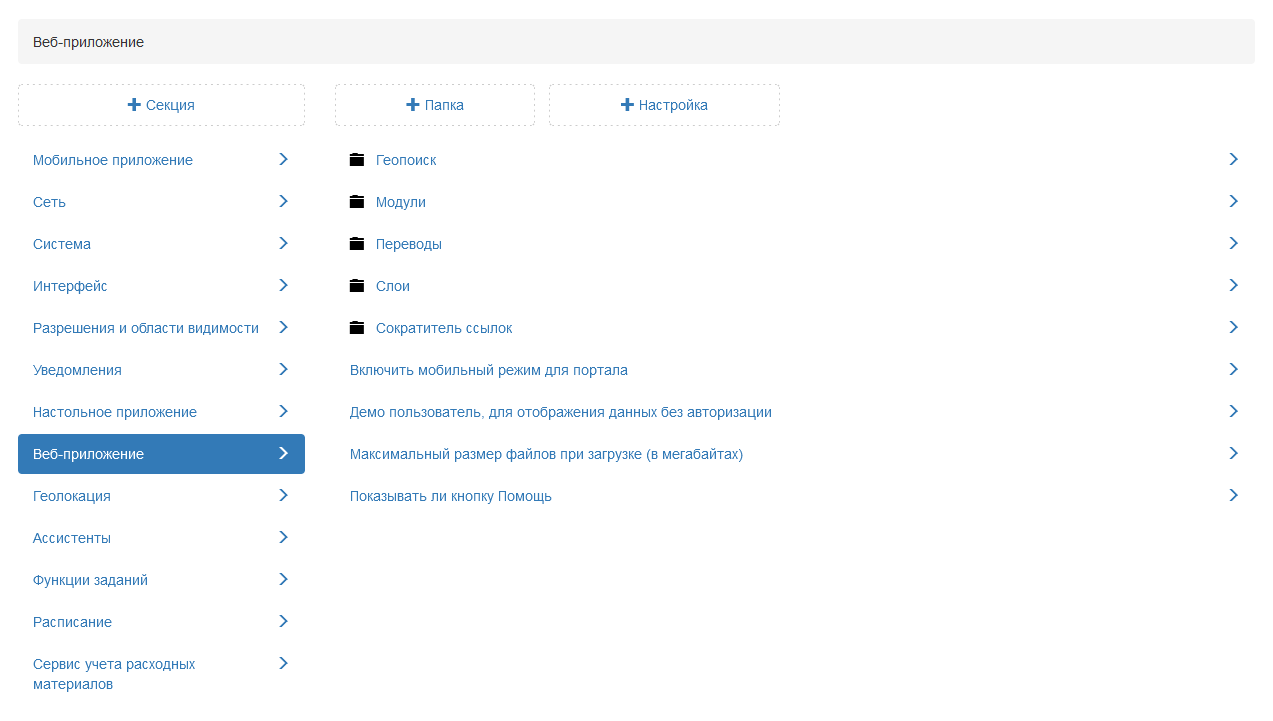 Веб-приложение
Секция
Папка
Настройка
Мобильное приложение
Сеть
Система
Интерфейс
Разрешения и области видимости
Уведомления
Настольное приложение
Веб-приложение
Геолокация
Ассистенты
Функции заданий
Расписание
Сервис учета расходных
материалов
Геопоиск
Модули
Переводы
Слои
Сократитель ссылок
Включить мобильный режим для портала
Демо пользователь, для отображения данных без авторизации
Максимальный размер файлов при загрузке (в мегабайтах)
Показывать ли кнопку Помощь